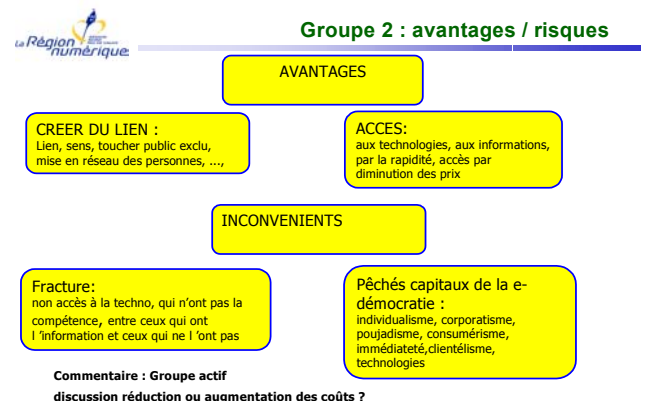 La Région
numérique
Groupe 2 : avantages / risques
AVANTAGES
CREER DU LIEN :
Lien, sens, toucher public exclu,
mise en réseau des personnes, ...,
ACCES:
aux technologies, aux informations,
par la rapidité, accès par
diminution des prix
INCONVENIENTS
Fracture:
non accès à la techno, qui n’ont pas la
compétence, entre ceux qui ont
l ’information et ceux qui ne l ’ont pas
Pêchés capitaux de la e-
démocratie :
individualisme, corporatisme,
poujadisme, consumérisme,
immédiateté,clientélisme,
technologies
Commentaire : Groupe actif
discussion réduction ou augmentation des coûts ?